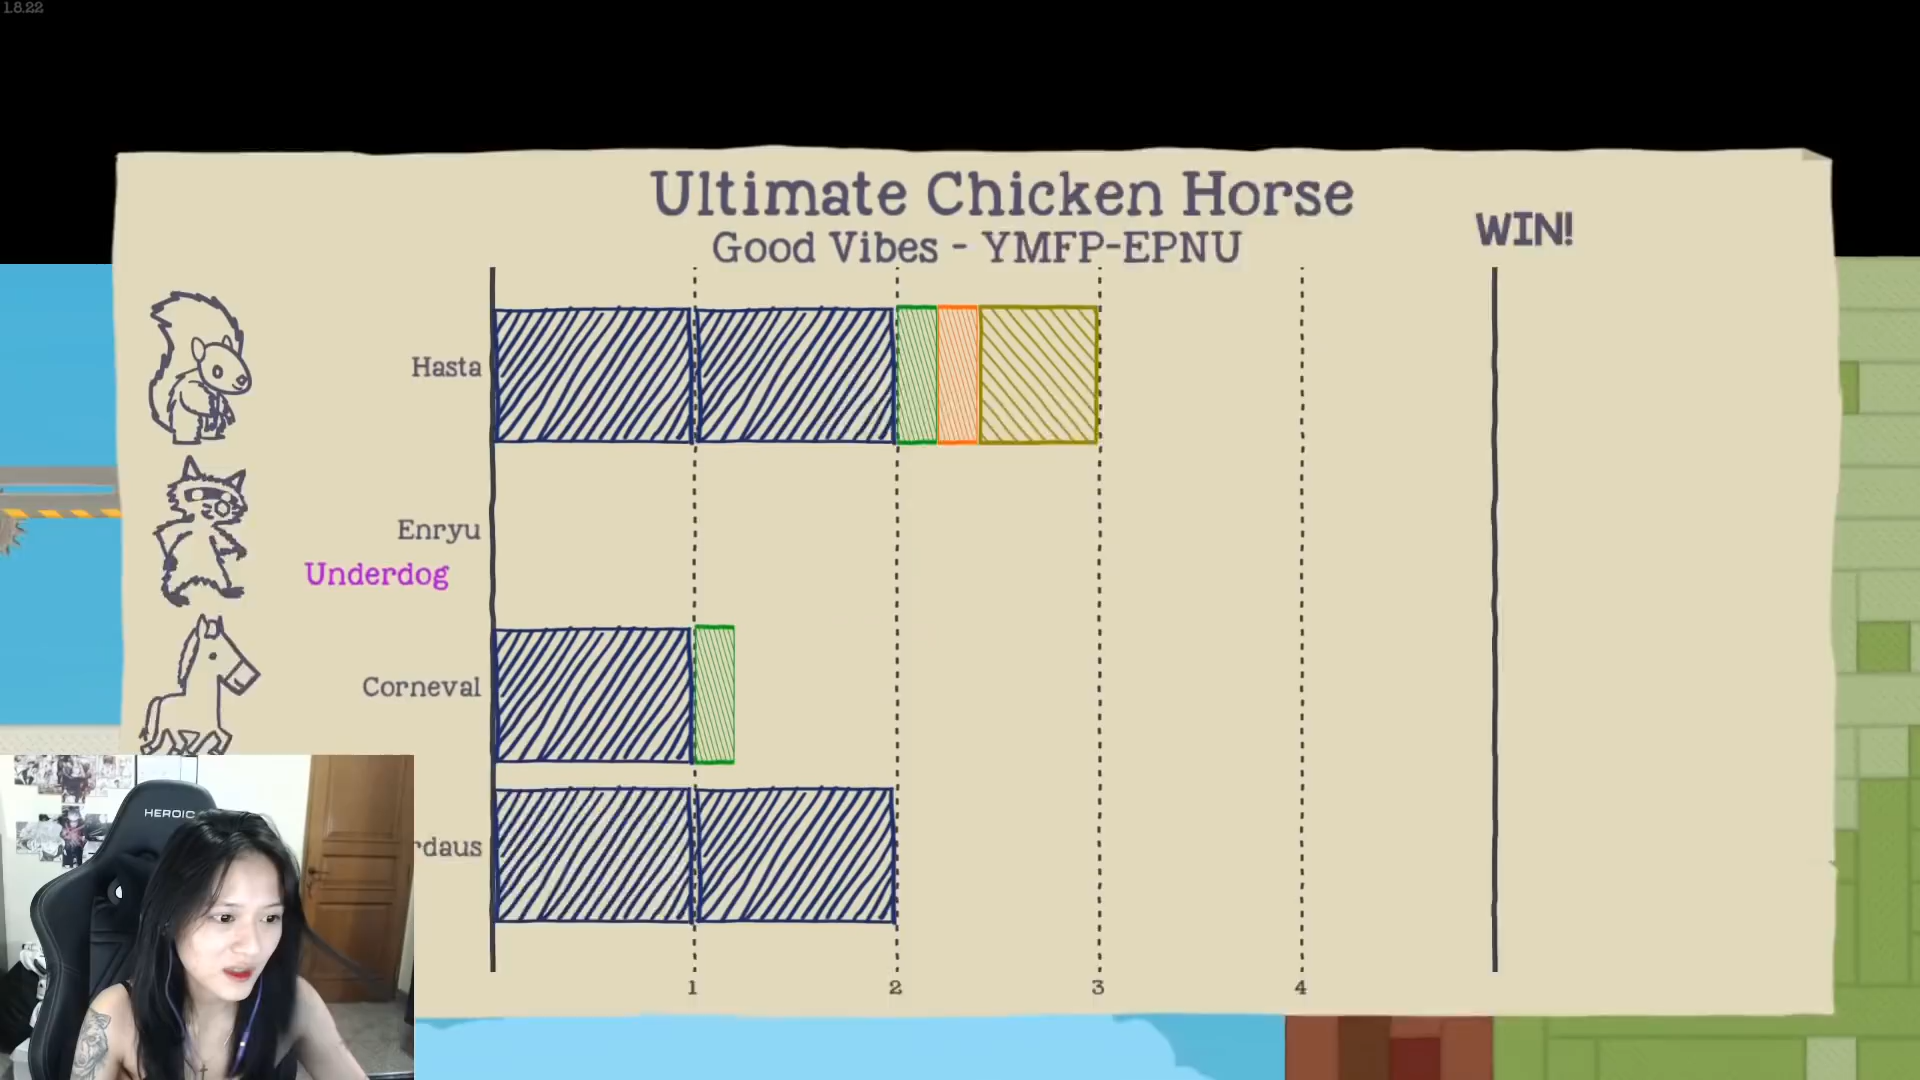 1.8.22
Ultimate Chicken Horse
Good Vibes - YMFP-EPNU
WIN!
Hasta
Enryu
Underdog
Corneval
rdaus
1 2 3 4
HEROIC